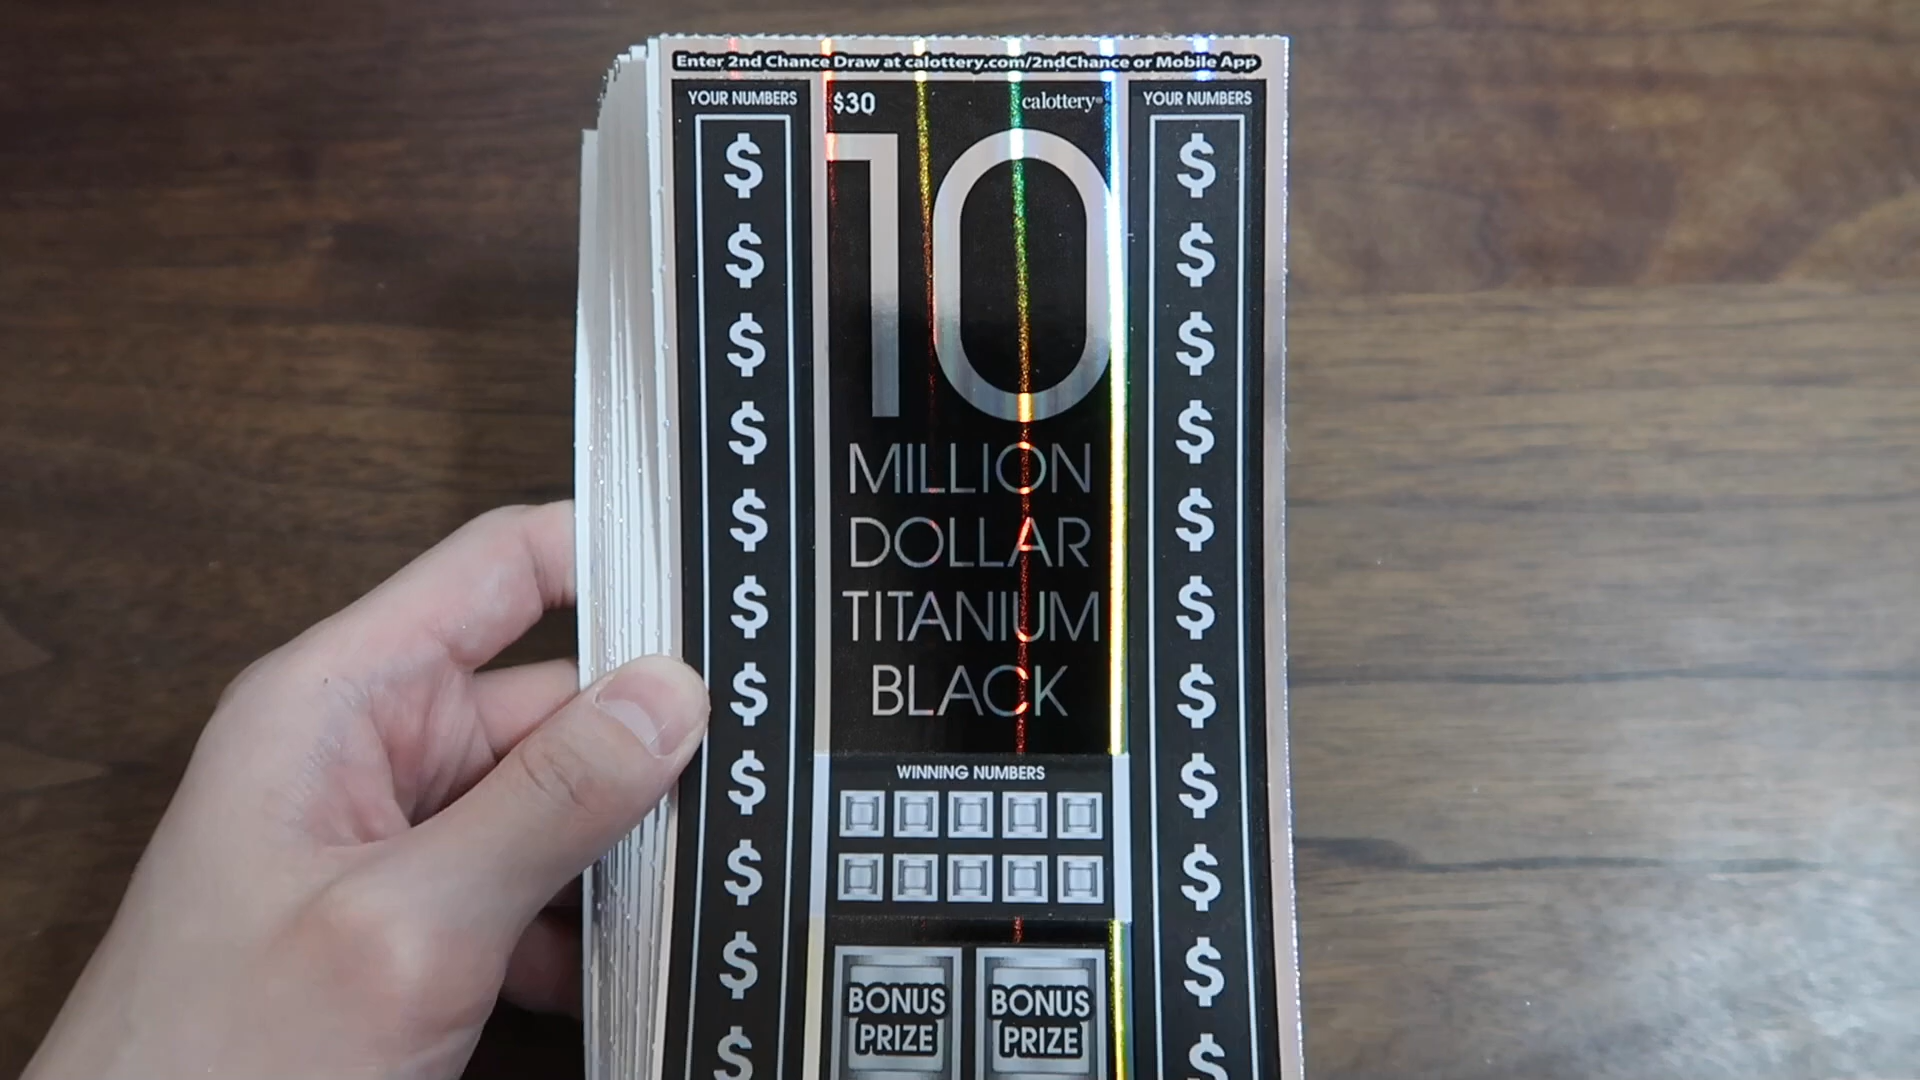 Enter 2nd Chance Draw at calottery.com/2ndChance or Mobile App
YOUR NUMBERS
$30
calottery®
YOUR NUMBERS
$
$
$
$
$
$
$
$
$
$
$
10
MILLION
DOLLAR
TITANIUM
BLACK
WINNING NUMBERS
BONUS
PRIZE
BONUS
PRIZE
$
$
$
$
$
$
$
$
$
$
$